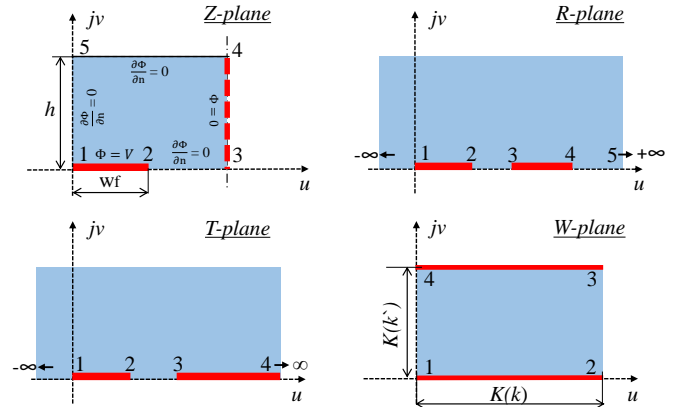 jv
Z-plane
5
4
∂Φ/∂n = 0
h
∂Φ/∂n = 0
0 = Φ
1
Φ = V
2
∂Φ/∂n = 0
3
wf
u
jv
R-plane
-∞
1
2
3
4
5
+∞
u
jv
T-plane
-∞
1
2
3
4
∞
u
jv
W-plane
4
3
K(k`)
1
2
K(k)
u